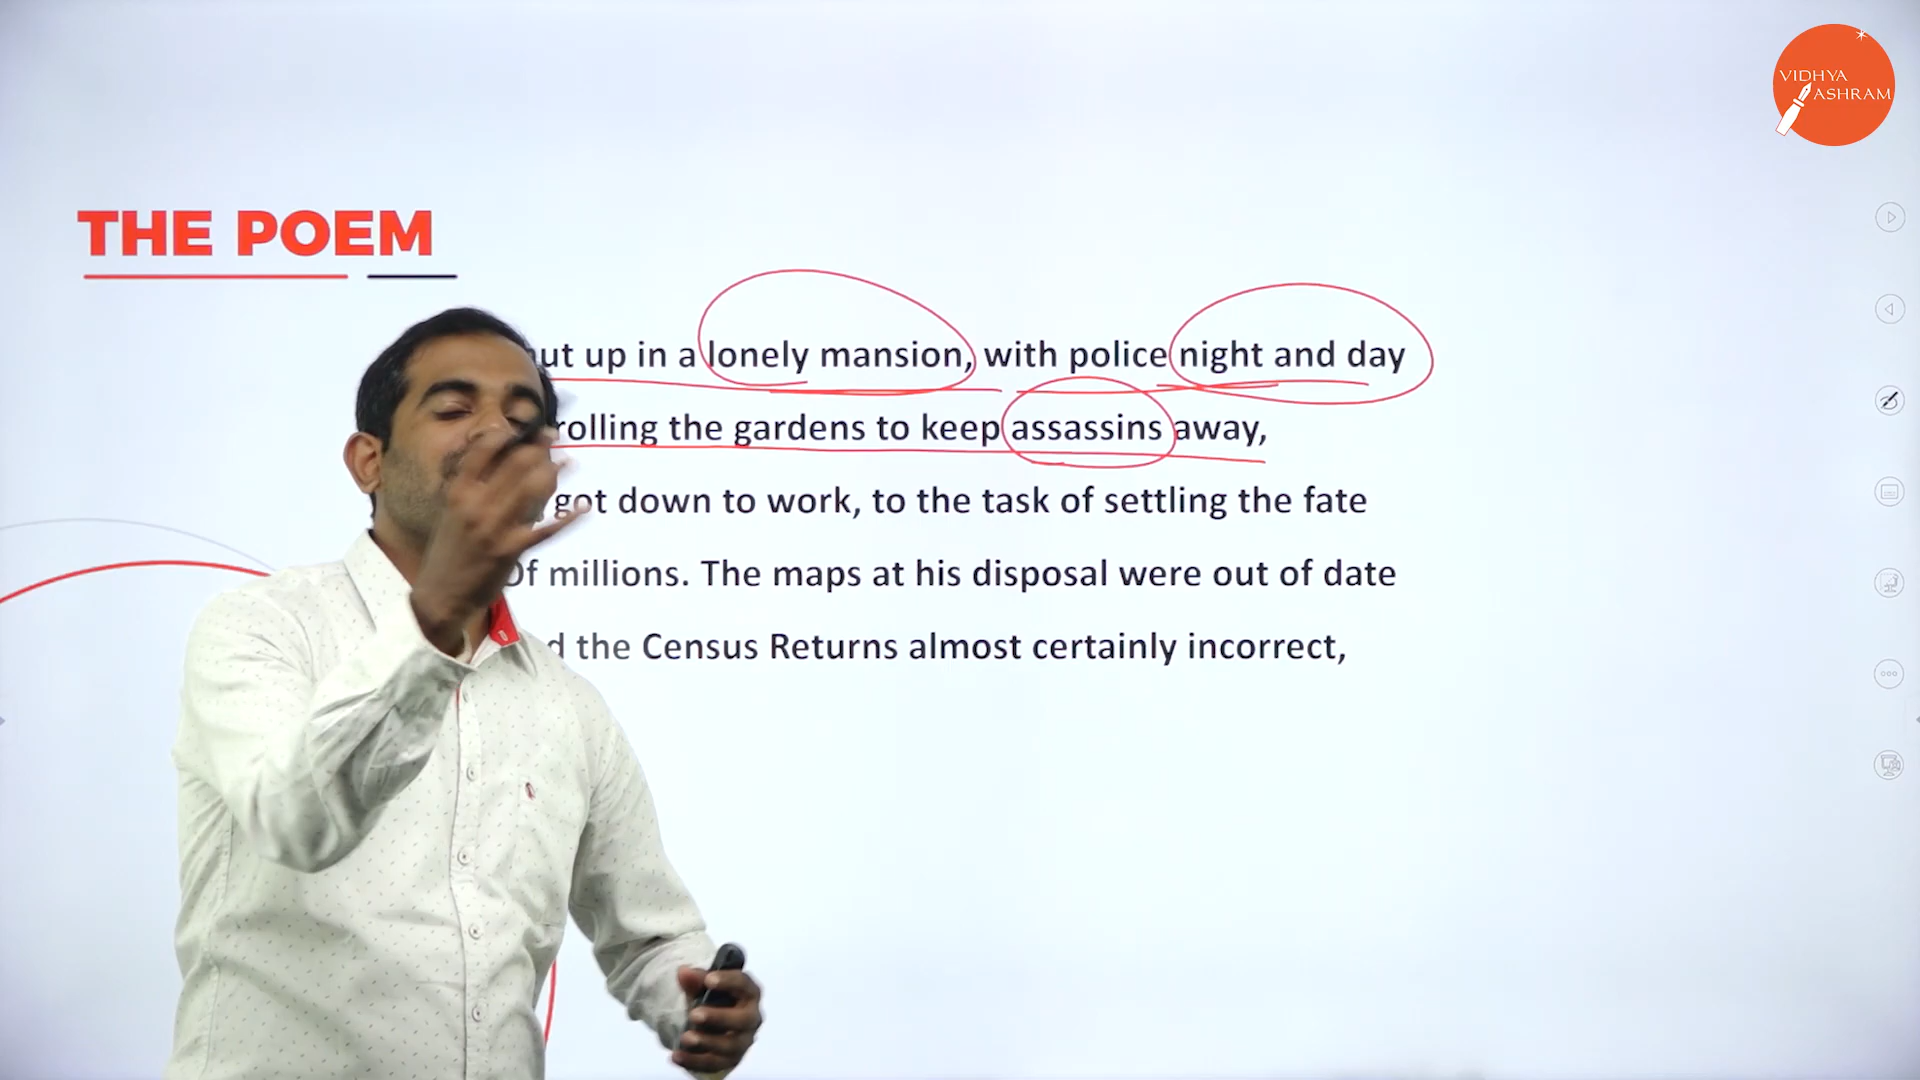 VIDHYA
ASHRAM
THE POEM
up in a lonely mansion, with police night and day
the gardens to keep assassins away,
got down to work, to the task of settling the fate
Of millions. The maps at his disposal were out of date
the Census Returns almost certainly incorrect,